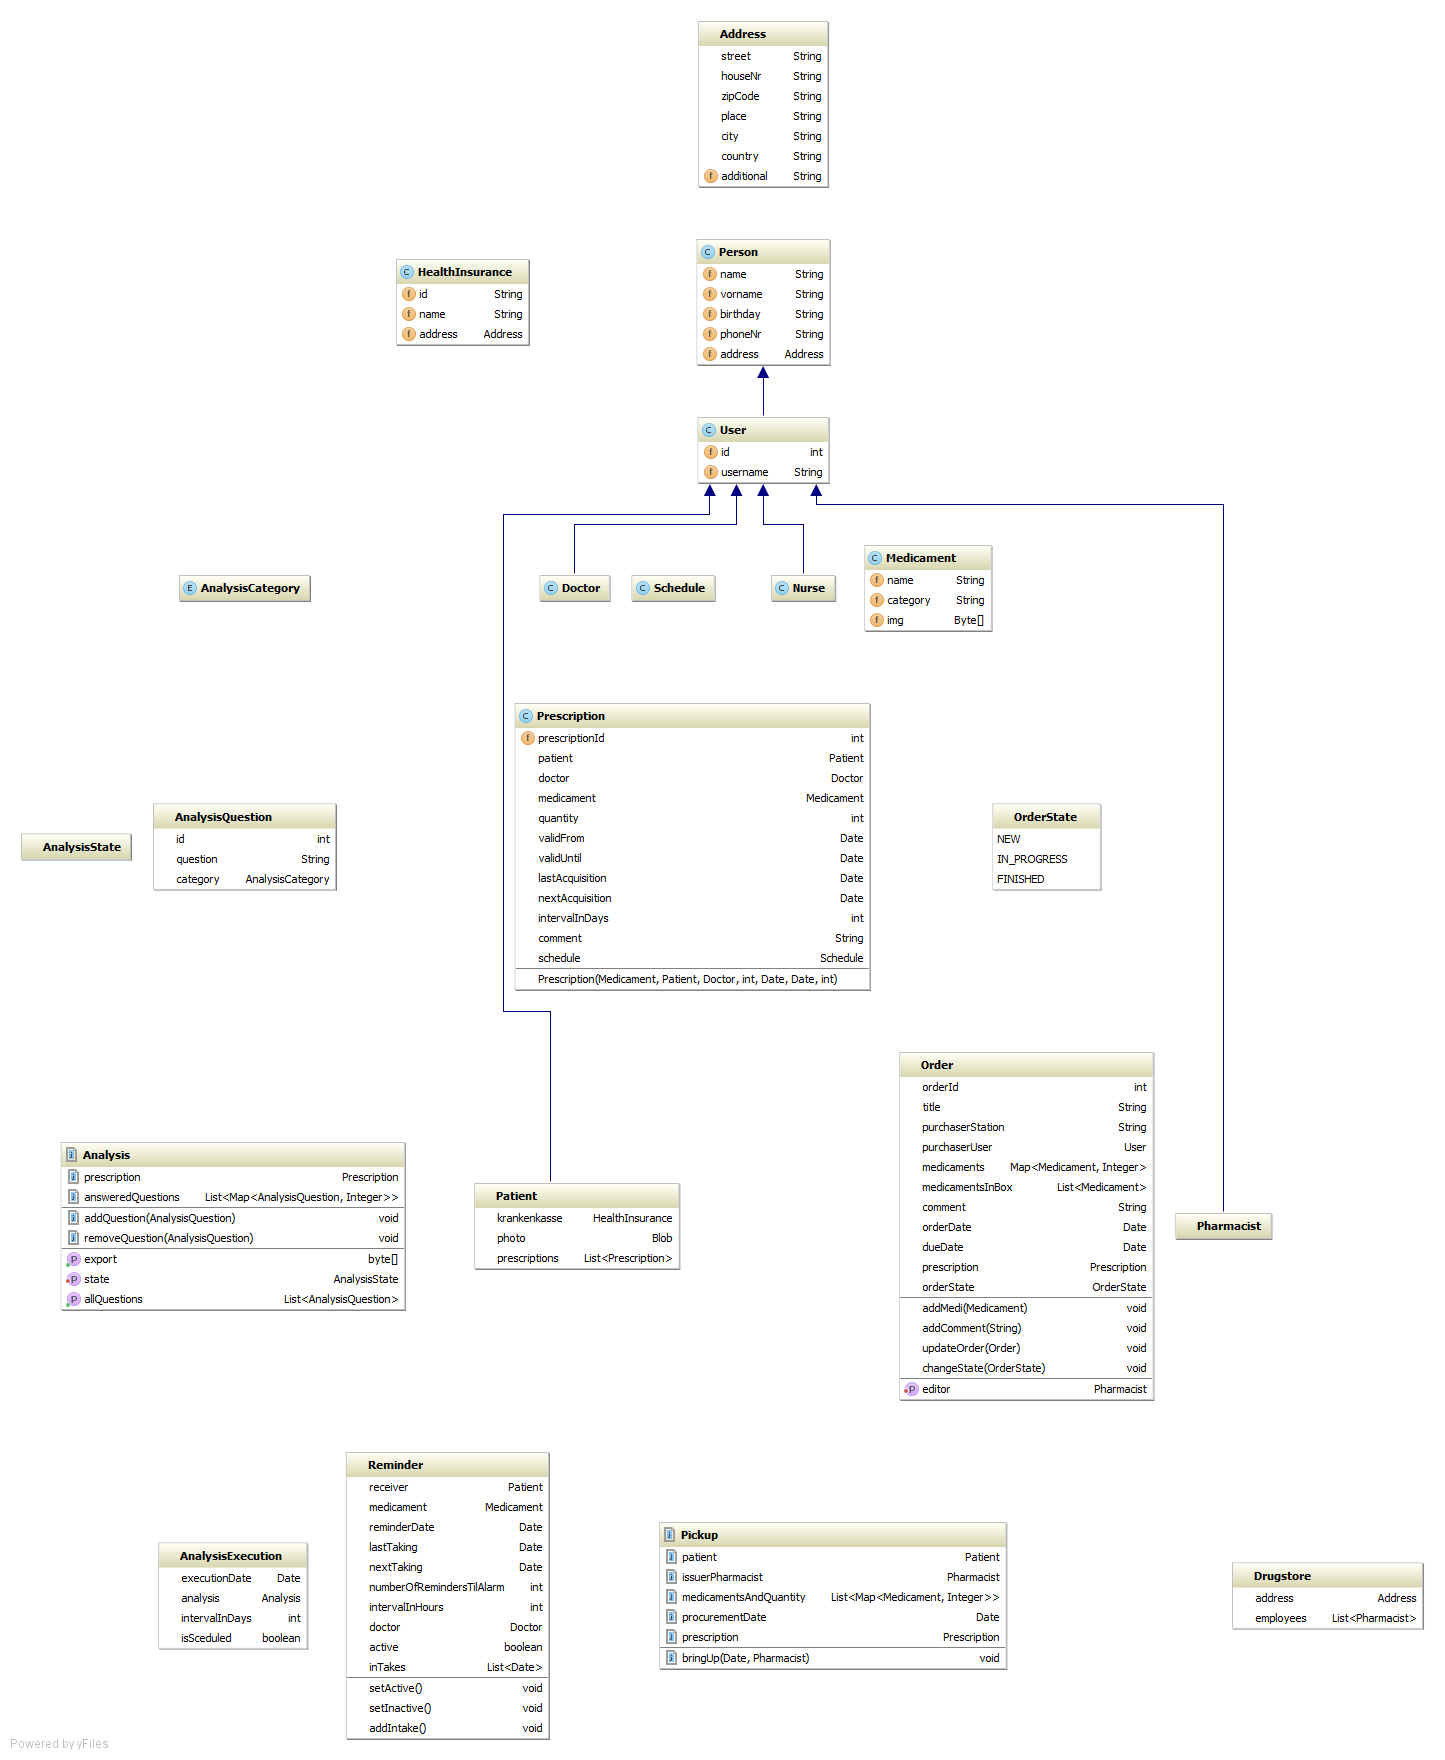 Address
street String
houseNr String
zipCode String
place String
city String
country String
f additional String
C HealthInsurance
f id String
f name String
f address Address
C Person
f name String
f vorname String
f birthday String
f phoneNr String
f address Address
C User
f id int
f username String
E AnalysisCategory
C Doctor
C Schedule
C Nurse
C Medicament
f name String
f category String
f img Byte[]
C Prescription
f prescriptionId int
patient Patient
doctor Doctor
medicament Medicament
quantity int
validFrom Date
validUntil Date
lastAcquisition Date
nextAcquisition Date
intervalInDays int
comment String
schedule Schedule
Prescription(Medicament, Patient, Doctor, int, Date, Date, int)
AnalysisState
AnalysisQuestion
id int
question String
category AnalysisCategory
OrderState
NEW
IN_PROGRESS
FINISHED
Order
orderId int
title String
purchaserStation String
purchaserUser User
medicaments Map<Medicament, Integer>
medicamentsInBox List<Medicament>
comment String
orderDate Date
dueDate Date
prescription Prescription
orderState OrderState
addMedi(Medicament) void
addComment(String) void
updateOrder(Order) void
changeState(OrderState) void
P editor Pharmacist
Analysis
prescription Prescription
answeredQuestions List<Map<AnalysisQuestion, Integer>>
addQuestion(AnalysisQuestion) void
removeQuestion(AnalysisQuestion) void
P export byte[]
P state AnalysisState
P allQuestions List<AnalysisQuestion>
Patient
krankenkasse HealthInsurance
photo Blob
prescriptions List<Prescription>
Pharmacist
Reminder
receiver Patient
medicament Medicament
reminderDate Date
lastTaking Date
nextTaking Date
numberOfRemindersTilAlarm int
intervalInHours int
doctor Doctor
active boolean
inTakes List<Date>
setActive() void
setInactive() void
addIntake() void
AnalysisExecution
executionDate Date
analysis Analysis
intervalInDays int
isSceduled boolean
Pickup
patient Patient
issuerPharmacist Pharmacist
medicamentsAndQuantity List<Map<Medicament, Integer>>
procurementDate Date
prescription Prescription
bringUp(Date, Pharmacist) void
Drugstore
address Address
employees List<Pharmacist>
Powered by yFiles